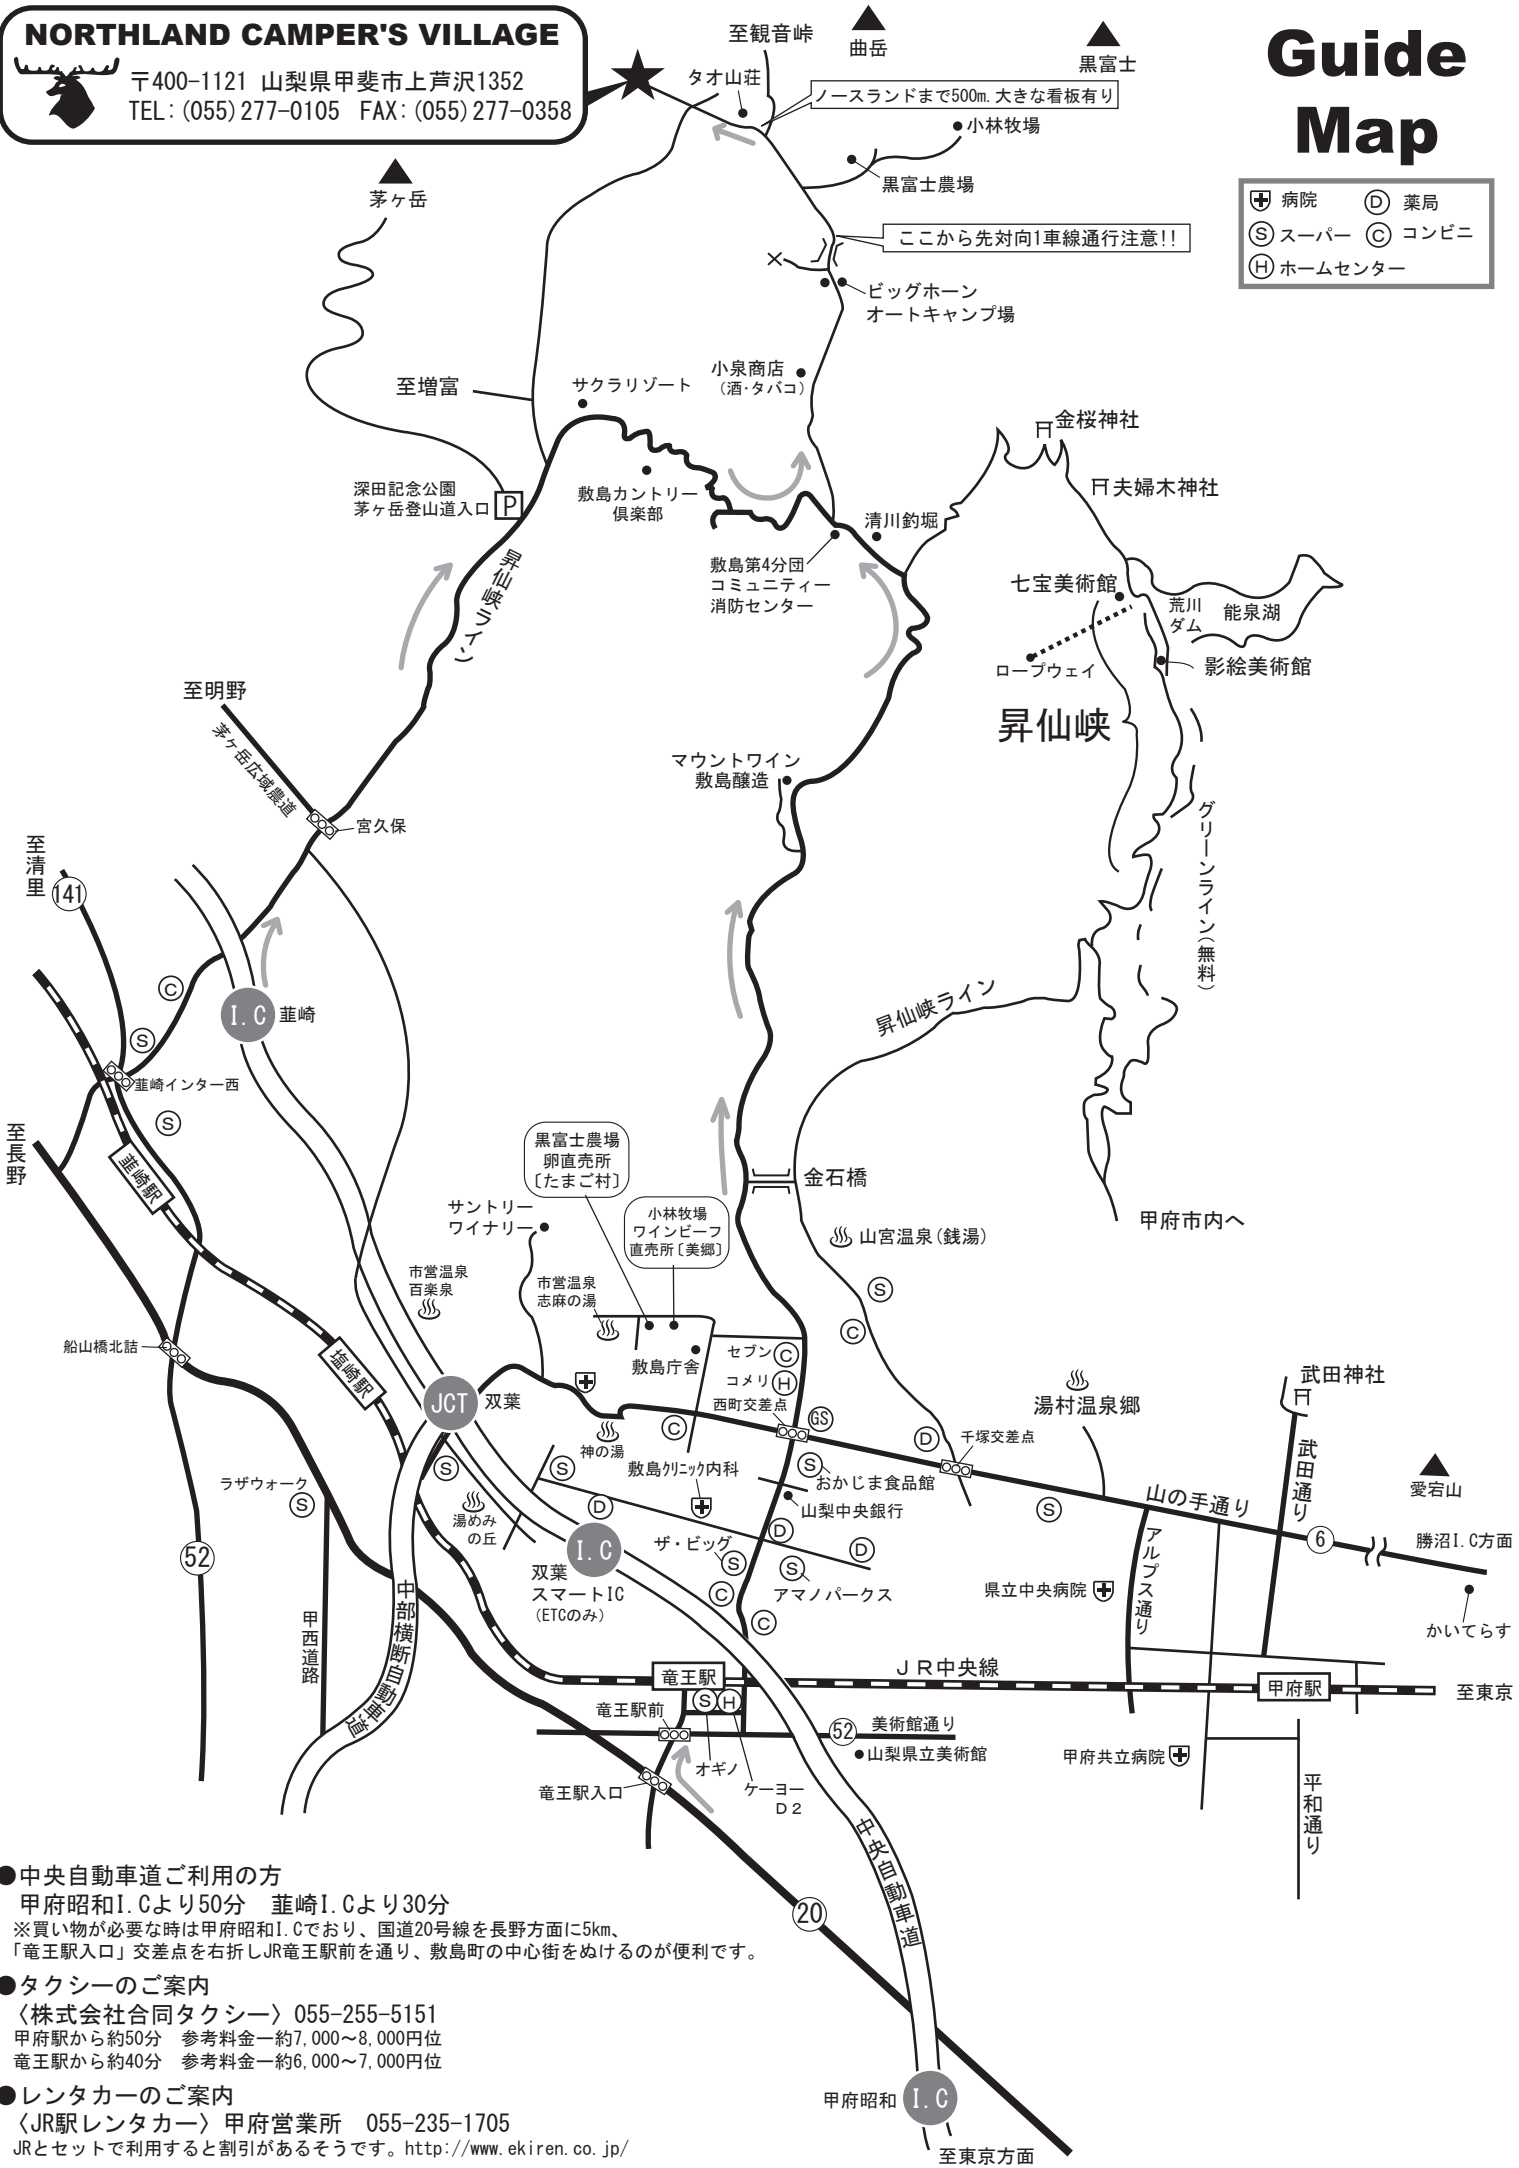 NORTHLAND CAMPER'S VILLAGE
〒400-1121 山梨県甲斐市上芦沢1352
TEL:(055)277-0105 FAX:(055)277-0358
Guide
Map
病院
D 薬局
S スーパー
C コンビニ
H ホームセンター
至観音峠
曲岳
黒富士
タオ山荘
ノースランドまで500m.大きな看板有り
小林牧場
黒富士農場
茅ヶ岳
ここから先対向1車線通行注意!!
ビッグホーン
オートキャンプ場
小泉商店
(酒・タバコ)
至増富
サクラリゾート
金桜神社
夫婦木神社
深田記念公園
茅ヶ岳登山道入口
P
敷島カントリー
倶楽部
清川釣堀
敷島第4分団
コミュニティー
消防センター
昇仙峡ライン
七宝美術館
荒川
ダム
能泉湖
ロープウェイ
影絵美術館
昇仙峡
至明野
茅ヶ岳広域農道
宮久保
マウントワイン
敷島醸造
グリーンライン(無料)
至清里
141
C
I.C 韮崎
S
韮崎インター西
S
昇仙峡ライン
至長野
韮崎駅
黒富士農場
卵直売所
〔たまご村〕
小林牧場
ワインビーフ
直売所〔美郷〕
サントリー
ワイナリー
金石橋
甲府市内へ
山宮温泉(銭湯)
市営温泉
百楽泉
市営温泉
志麻の湯
S
C
船山橋北詰
塩崎駅
敷島庁舎
セブン C
コメリ H
西町交差点
GS
JCT 双葉
C
神の湯
D
千塚交差点
湯村温泉郷
武田神社
武田通り
愛宕山
S
S
敷島クリニック内科
S
おかじま食品館
山梨中央銀行
S
山の手通り
6
勝沼I.C方面
ラザウォーク
S
湯めみ
の丘
D
I.C
双葉
スマートIC
(ETCのみ)
ザ・ビッグ
S
D
D
S
アマノパークス
C
C
アルプス通り
県立中央病院
かいてらす
52
甲西道路
中部横断自動車道
竜王駅
JR中央線
甲府駅
至東京
S
H
竜王駅前
52
美術館通り
山梨県立美術館
オギノ
ケーヨー
D2
竜王駅入口
甲府共立病院
平和通り
中央自動車道
20
●中央自動車道ご利用の方
甲府昭和I.Cより50分 韮崎I.Cより30分
※買い物が必要な時は甲府昭和I.Cでおり、国道20号線を長野方面に5km、
「竜王駅入口」交差点を右折しJR竜王駅前を通り、敷島町の中心街をぬけるのが便利です。
●タクシーのご案内
〈株式会社合同タクシー〉055-255-5151
甲府駅から約50分 参考料金ー約7,000〜8,000円位
竜王駅から約40分 参考料金ー約6,000〜7,000円位
●レンタカーのご案内
〈JR駅レンタカー〉甲府営業所 055-235-1705
JRとセットで利用すると割引があるそうです。http://www.ekiren.co.jp/
甲府昭和 I.C
至東京方面